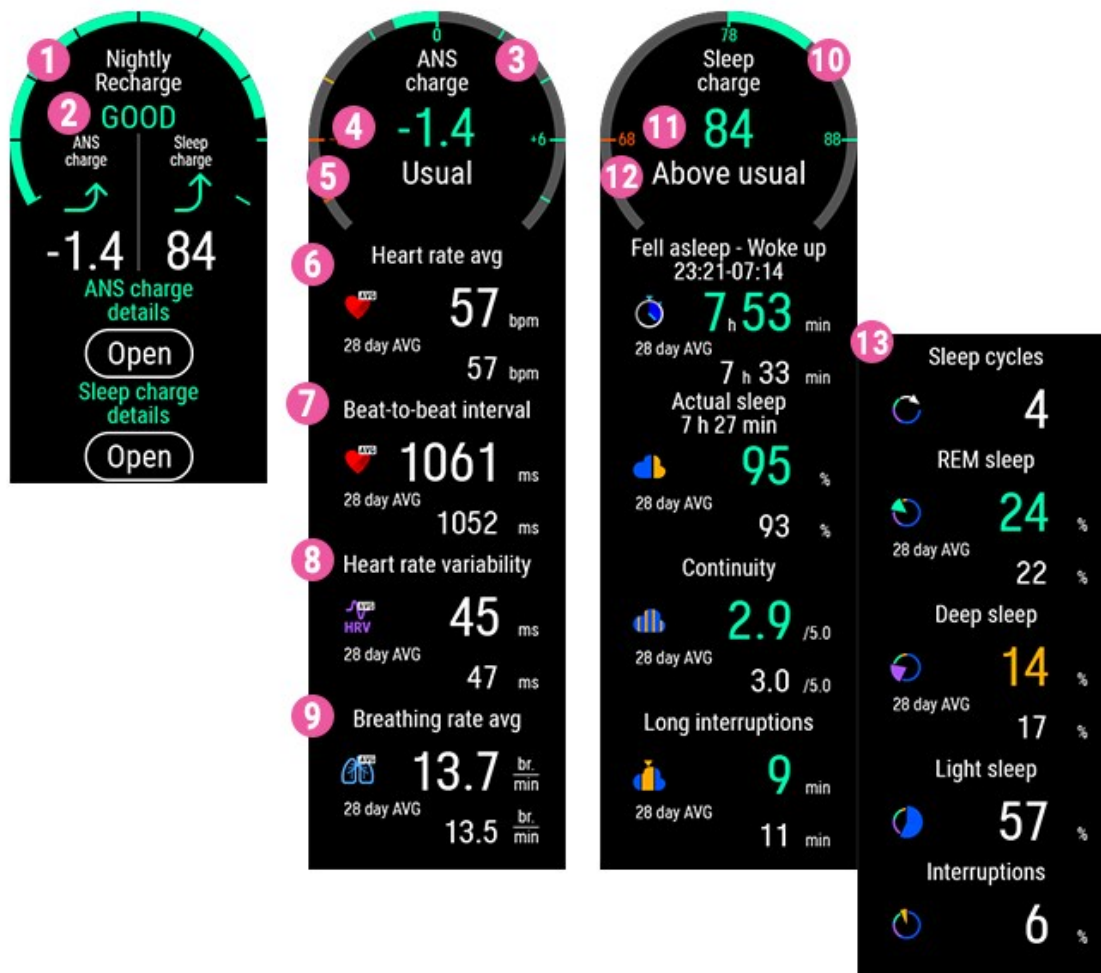 1
Nightly
Recharge
2
GOOD
ANS
charge
Sleep
charge
-1.4
84
ANS charge
details
Open
Sleep charge
details
Open
0
ANS
charge
3
4
-1.4
+6
5
Usual
6
Heart rate avg
AVG
57 bpm
28 day AVG
57 bpm
7
Beat-to-beat interval
AVG
1061 ms
28 day AVG
1052 ms
8
Heart rate variability
AVG
HRV
45 ms
28 day AVG
47 ms
9
Breathing rate avg
AVG
13.7 br.
min
28 day AVG
13.5 br.
min
78
Sleep
charge
10
68
11
84
88
12
Above usual
Fell asleep - Woke up
23:21-07:14
7 h 53 min
28 day AVG
7 h 33 min
Actual sleep
7 h 27 min
95 %
28 day AVG
93 %
Continuity
2.9 /5.0
28 day AVG
3.0 /5.0
Long interruptions
9 min
28 day AVG
11 min
13
Sleep cycles
4
REM sleep
24 %
28 day AVG
22 %
Deep sleep
14 %
28 day AVG
17 %
Light sleep
57 %
Interruptions
6 %